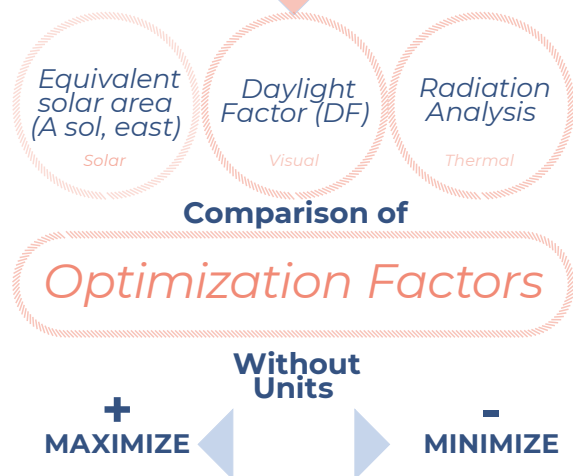 Equivalent
solar area
(A sol, east)
Solar
Daylight
Factor (DF)
Visual
Radiation
Analysis
Thermal
Comparison of
Optimization Factors
Without
Units
+
MAXIMIZE
-
MINIMIZE